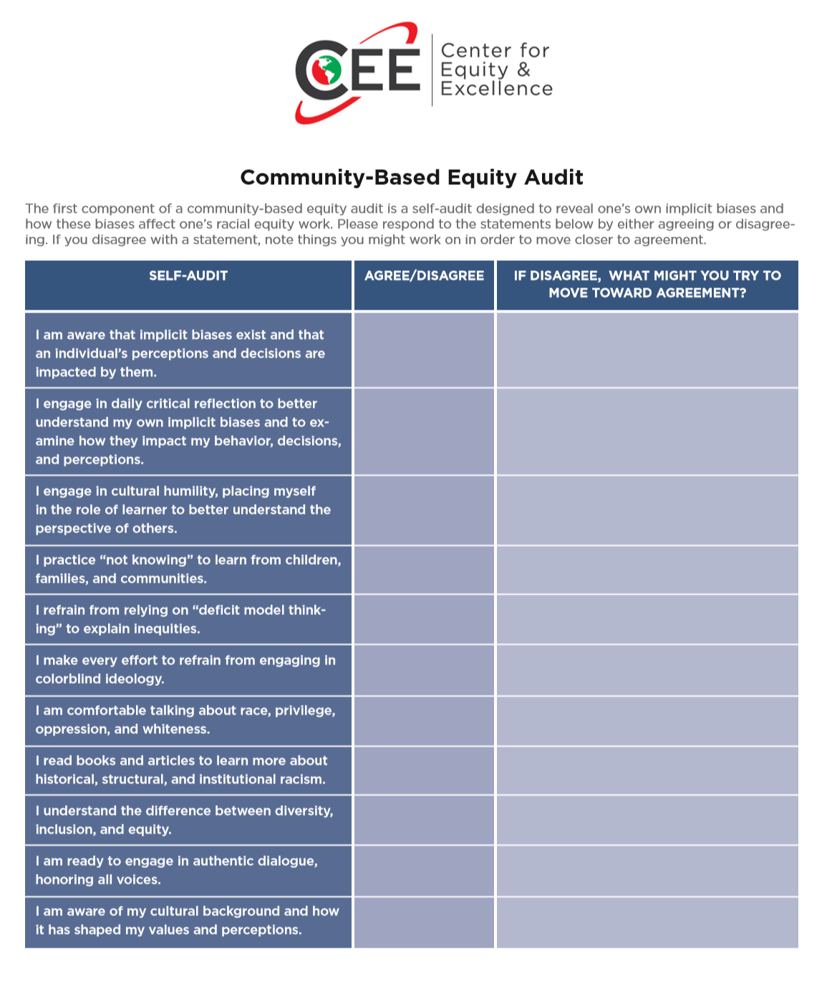 CEE
Center for
Equity &
Excellence
Community-Based Equity Audit
The first component of a community-based equity audit is a self-audit designed to reveal one’s own implicit biases and
how these biases affect one’s racial equity work. Please respond to the statements below by either agreeing or disagree-
ing. If you disagree with a statement, note things you might work on in order to move closer to agreement.
SELF-AUDIT
AGREE/DISAGREE
IF DISAGREE, WHAT MIGHT YOU TRY TO
MOVE TOWARD AGREEMENT?
I am aware that implicit biases exist and that
an individual’s perceptions and decisions are
impacted by them.
I engage in daily critical reflection to better
understand my own implicit biases and to ex-
amine how they impact my behavior, decisions,
and perceptions.
I engage in cultural humility, placing myself
in the role of learner to better understand the
perspective of others.
I practice “not knowing” to learn from children,
families, and communities.
I refrain from relying on “deficit model think-
ing” to explain inequities.
I make every effort to refrain from engaging in
colorblind ideology.
I am comfortable talking about race, privilege,
oppression, and whiteness.
I read books and articles to learn more about
historical, structural, and institutional racism.
I understand the difference between diversity,
inclusion, and equity.
I am ready to engage in authentic dialogue,
honoring all voices.
I am aware of my cultural background and how
it has shaped my values and perceptions.